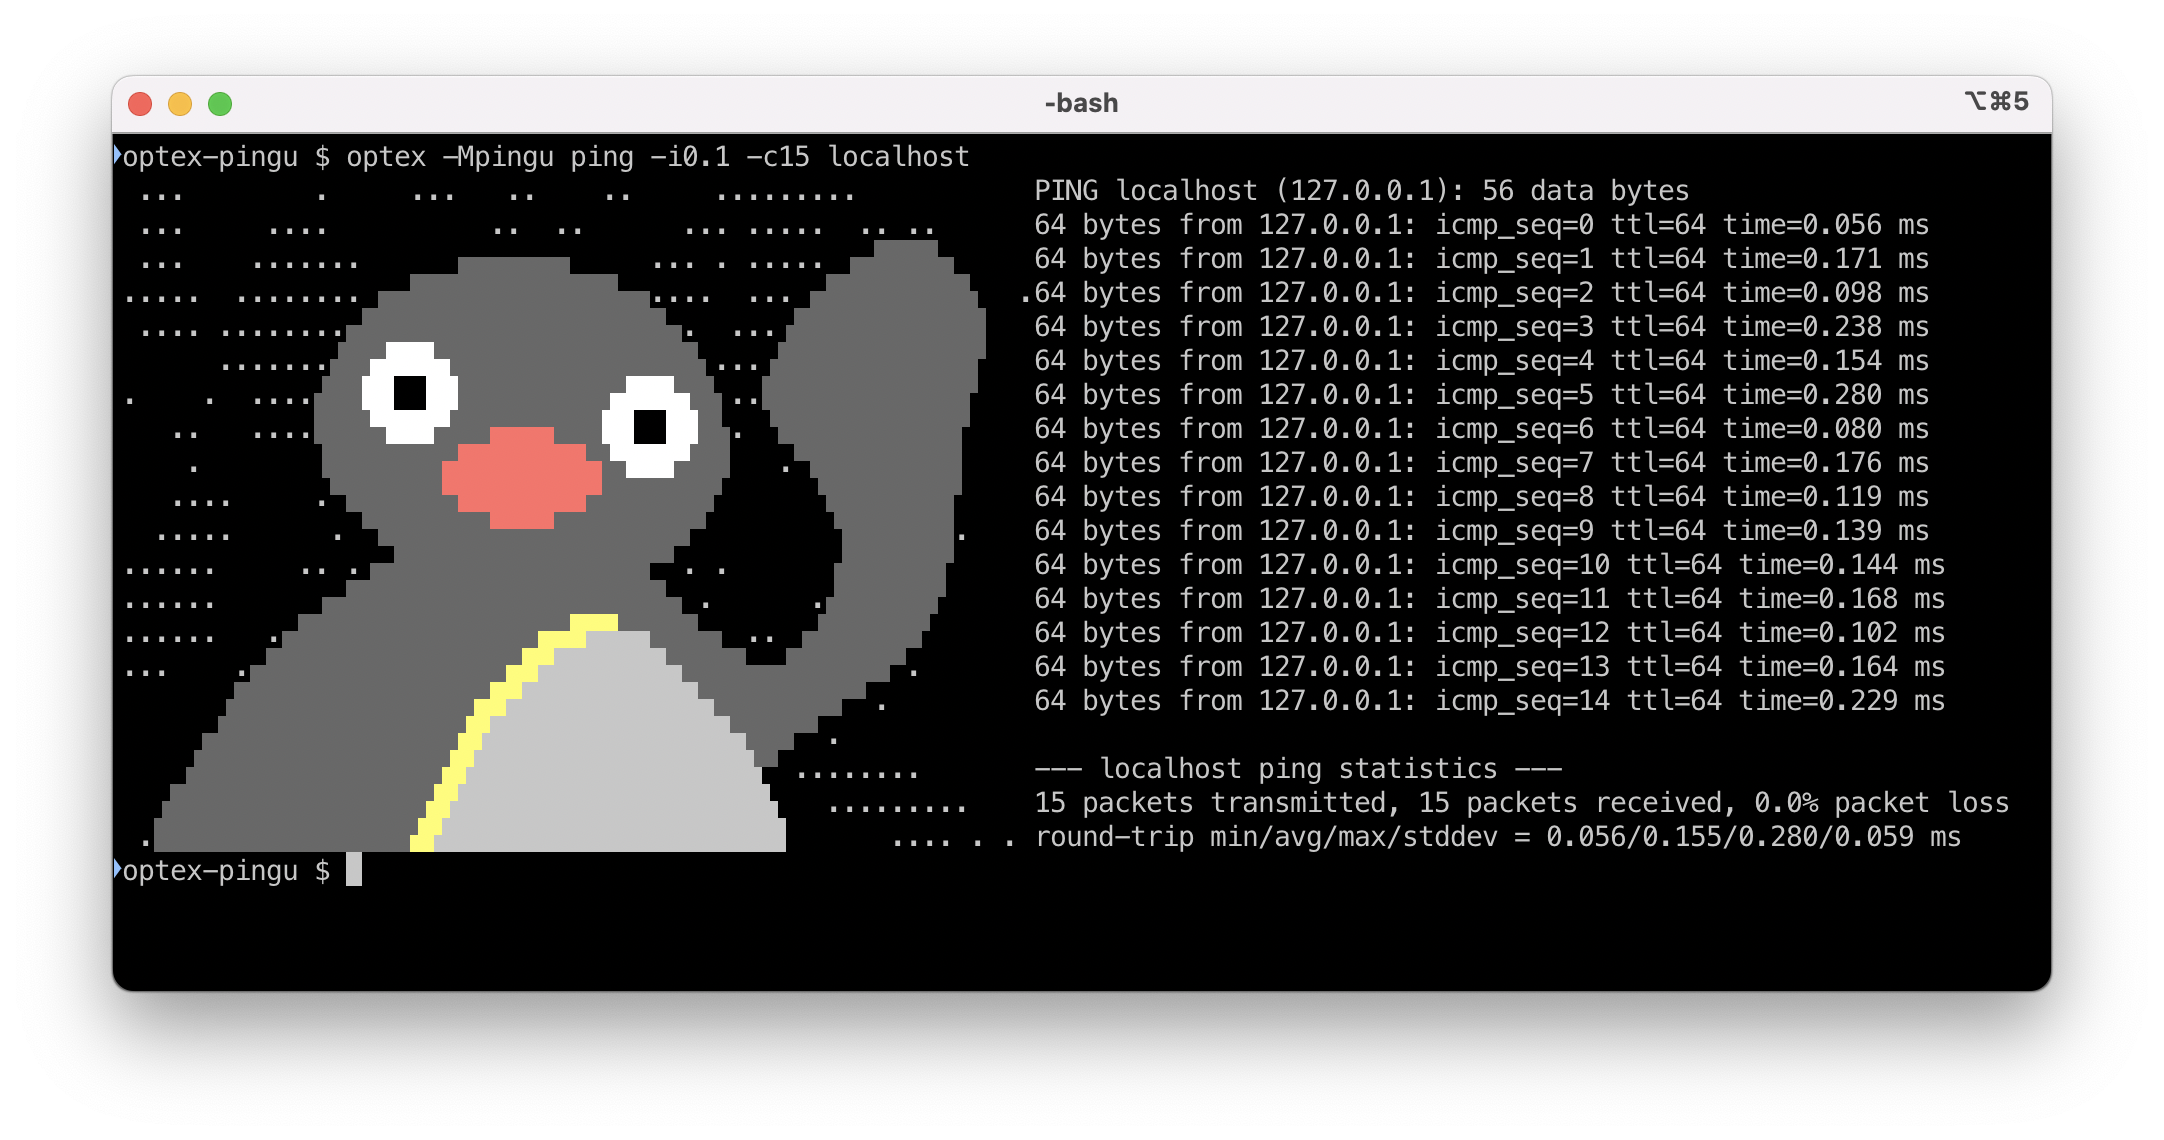 -bash
⌥⌘5
optex-pingu $ optex -Mpingu ping -i0.1 -c15 localhost
PING localhost (127.0.0.1): 56 data bytes
64 bytes from 127.0.0.1: icmp_seq=0 ttl=64 time=0.056 ms
64 bytes from 127.0.0.1: icmp_seq=1 ttl=64 time=0.171 ms
64 bytes from 127.0.0.1: icmp_seq=2 ttl=64 time=0.098 ms
64 bytes from 127.0.0.1: icmp_seq=3 ttl=64 time=0.238 ms
64 bytes from 127.0.0.1: icmp_seq=4 ttl=64 time=0.154 ms
64 bytes from 127.0.0.1: icmp_seq=5 ttl=64 time=0.280 ms
64 bytes from 127.0.0.1: icmp_seq=6 ttl=64 time=0.080 ms
64 bytes from 127.0.0.1: icmp_seq=7 ttl=64 time=0.176 ms
64 bytes from 127.0.0.1: icmp_seq=8 ttl=64 time=0.119 ms
64 bytes from 127.0.0.1: icmp_seq=9 ttl=64 time=0.139 ms
64 bytes from 127.0.0.1: icmp_seq=10 ttl=64 time=0.144 ms
64 bytes from 127.0.0.1: icmp_seq=11 ttl=64 time=0.168 ms
64 bytes from 127.0.0.1: icmp_seq=12 ttl=64 time=0.102 ms
64 bytes from 127.0.0.1: icmp_seq=13 ttl=64 time=0.164 ms
64 bytes from 127.0.0.1: icmp_seq=14 ttl=64 time=0.229 ms
--- localhost ping statistics ---
15 packets transmitted, 15 packets received, 0.0% packet loss
round-trip min/avg/max/stddev = 0.056/0.155/0.280/0.059 ms
optex-pingu $